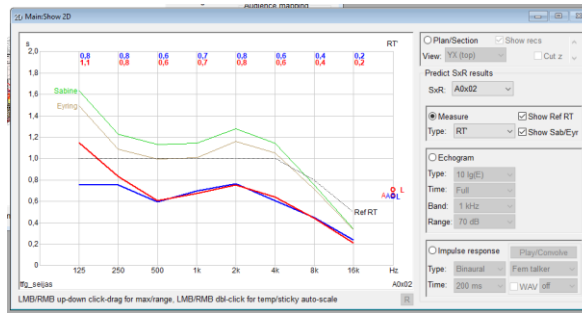 Audience mapping
2D Main:Show 2D
s
RT'
2,0
1,8
1,6
1,4
1,2
1,0
0,8
0,6
0,4
0,2
0
0,8 0,8 0,6 0,7 0,8 0,6 0,4 0,2
1,1 0,8 0,6 0,7 0,8 0,6 0,4 0,2
Sabine
Eyring
Ref RT
L
L
125 250 500 1k 2k 4k 8k 16k Hz
tfg_seijas
A0x02
LMB/RMB up-down click-drag for max/range, LMB/RMB dbl-click for temp/sticky auto-scale
R
Plan/Section
Show recs
View: YX (top)
Cut z
Predict SxR results
SxR: A0x02
Measure
Show Ref RT
Type: RT'
Show Sab/Eyr
Echogram
Type: 10 lg(E)
Time: Full
Band: 1 kHz
Range: 70 dB
Impulse response
Play/Convolve
Type: Binaural
Fem talker
Time: 200 ms
WAV off